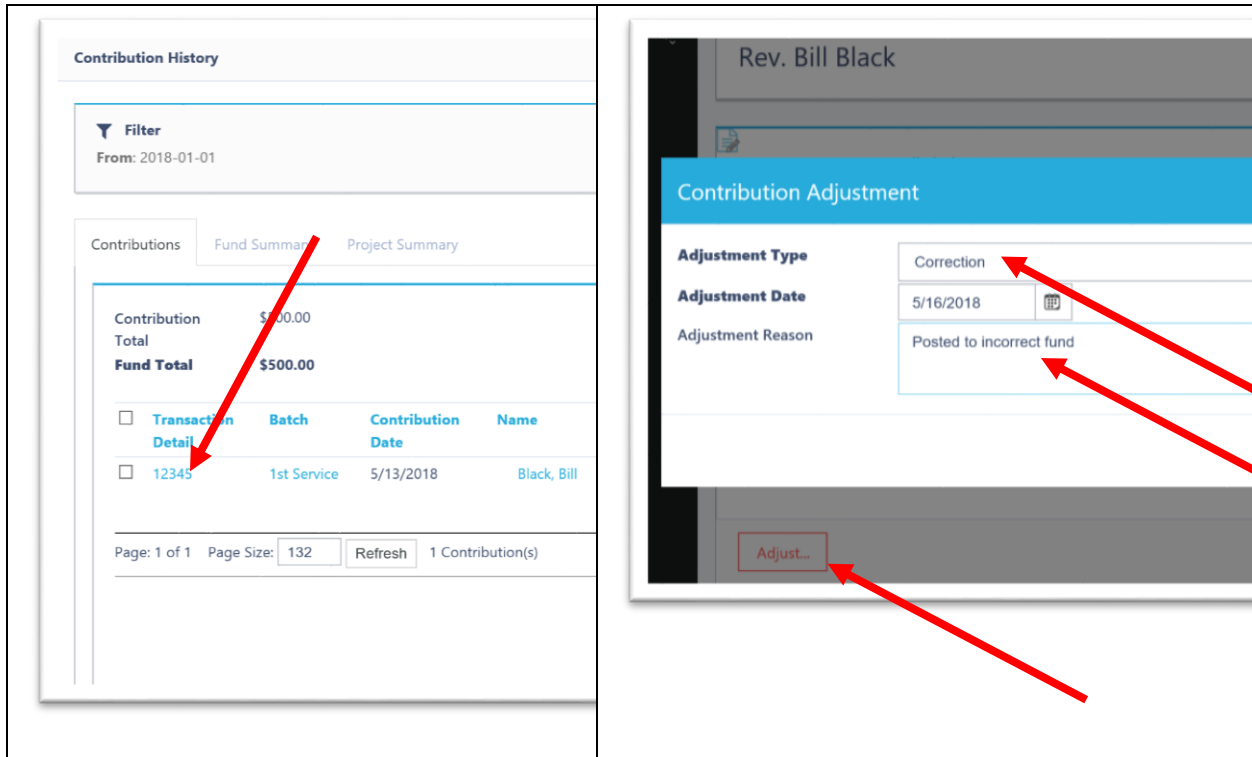 Contribution History
Filter
From: 2018-01-01
Contributions Fund Summary Project Summary
Contribution Total $500.00
Fund Total $500.00
Transaction Detail Batch Contribution Date Name
12345 1st Service 5/13/2018 Black, Bill
Page: 1 of 1 Page Size: 132 Refresh 1 Contribution(s)
Rev. Bill Black
Contribution Adjustment
Adjustment Type Correction
Adjustment Date 5/16/2018
Adjustment Reason Posted to incorrect fund
Adjust...